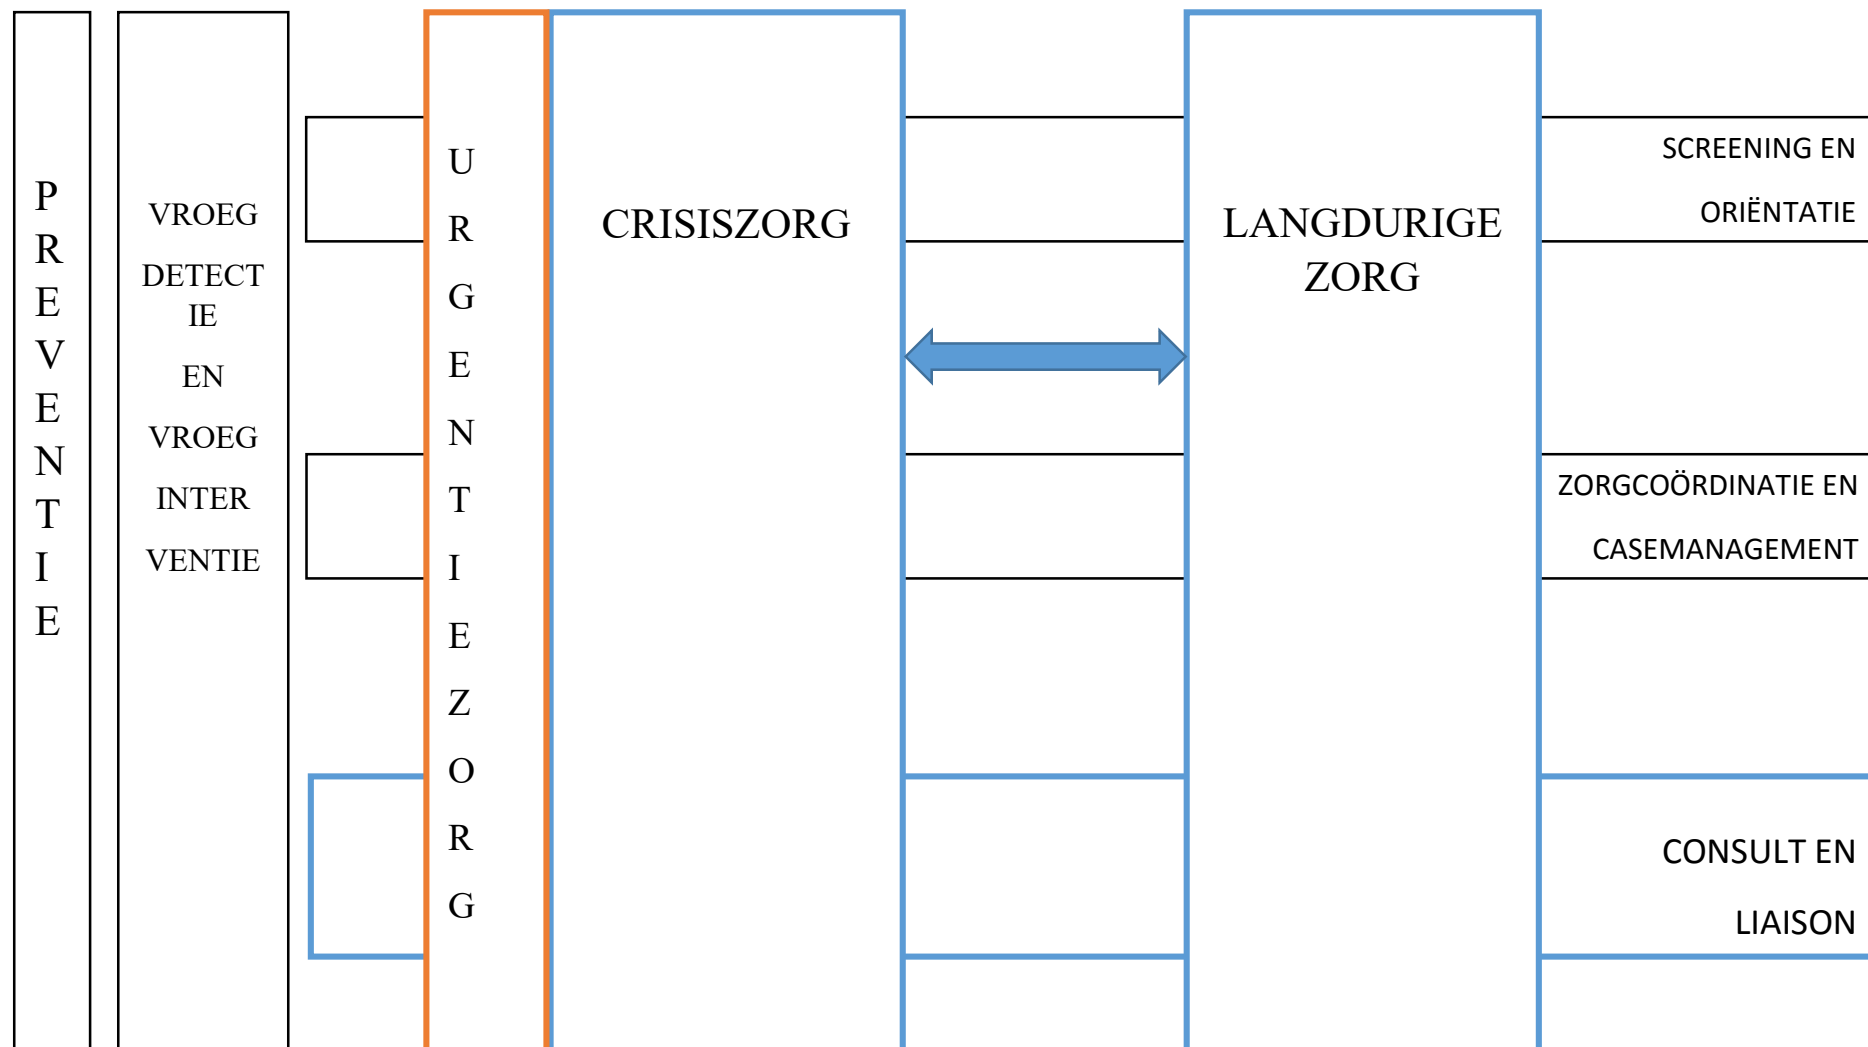 P
R
E
V
E
N
T
I
E
VROEG
DETECT
IE
EN
VROEG
INTER
VENTIE
U
R
G
E
N
T
I
E
Z
O
R
G
CRISISZORG
LANGDURIGE
ZORG
SCREENING EN
ORIËNTATIE
ZORGCOÖRDINATIE EN
CASEMANAGEMENT
CONSULT EN
LIAISON